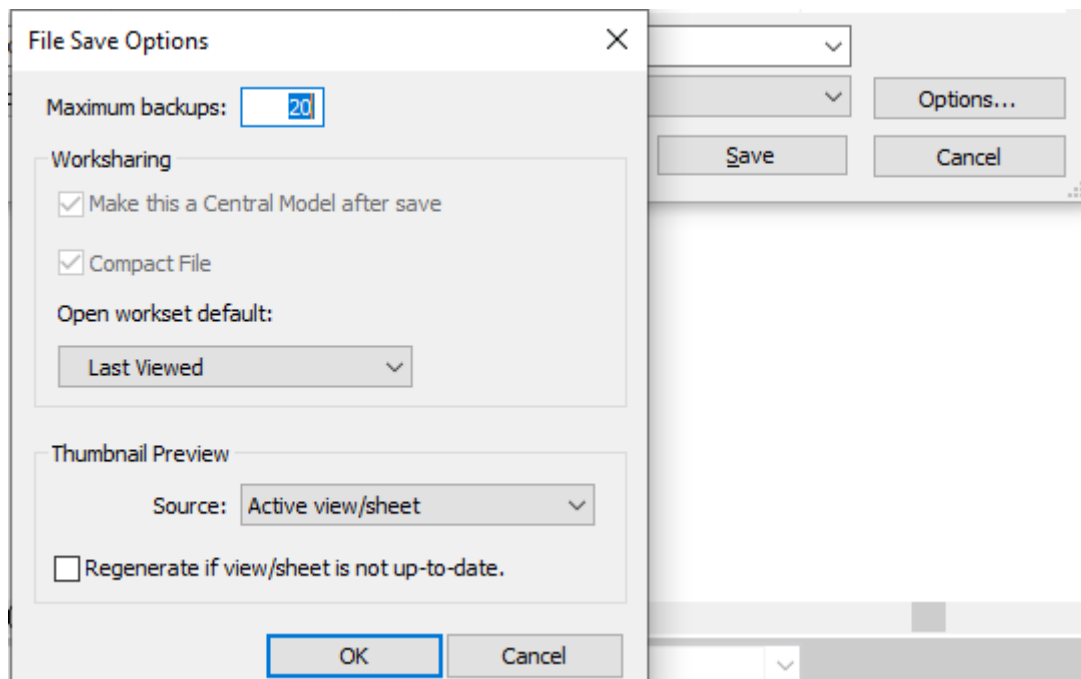 File Save Options
Maximum backups: 20
Worksharing
Make this a Central Model after save
Compact File
Open workset default:
Last Viewed
Thumbnail Preview
Source: Active view/sheet
Regenerate if view/sheet is not up-to-date.
OK Cancel
Options...
Save Cancel